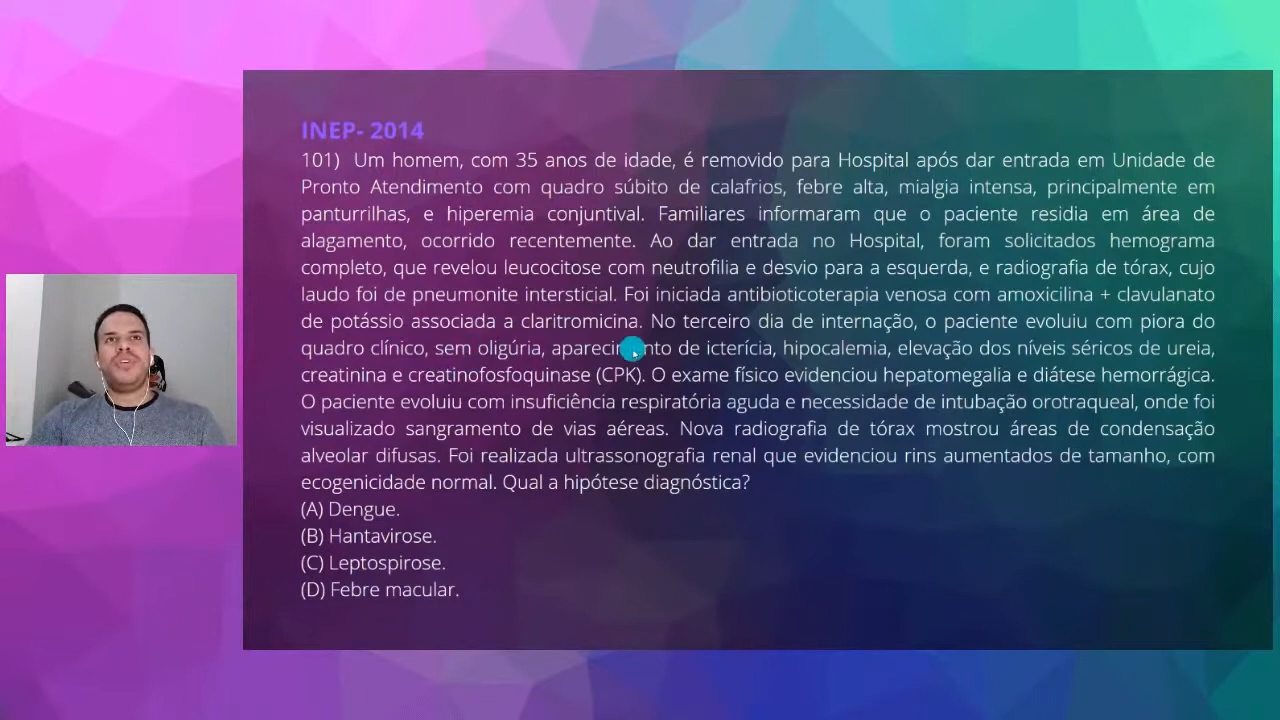 INEP- 2014
101) Um homem, com 35 anos de idade, é removido para Hospital após dar entrada em Unidade de
Pronto Atendimento com quadro súbito de calafrios, febre alta, mialgia intensa, principalmente em
panturrilhas, e hiperemia conjuntival. Familiares informaram que o paciente residia em área de
alagamento, ocorrido recentemente. Ao dar entrada no Hospital, foram solicitados hemograma
completo, que revelou leucocitose com neutrofilia e desvio para a esquerda, e radiografia de tórax, cujo
laudo foi de pneumonite intersticial. Foi iniciada antibioticoterapia venosa com amoxicilina + clavulanato
de potássio associada a claritromicina. No terceiro dia de internação, o paciente evoluiu com piora do
quadro clínico, sem oligúria, aparecimento de icterícia, hipocalemia, elevação dos níveis séricos de ureia,
creatinina e creatinofosfoquinase (CPK). O exame físico evidenciou hepatomegalia e diátese hemorrágica.
O paciente evoluiu com insuficiência respiratória aguda e necessidade de intubação orotraqueal, onde foi
visualizado sangramento de vias aéreas. Nova radiografia de tórax mostrou áreas de condensação
alveolar difusas. Foi realizada ultrassonografia renal que evidenciou rins aumentados de tamanho, com
ecogenicidade normal. Qual a hipótese diagnóstica?
(A) Dengue.
(B) Hantavirose.
(C) Leptospirose.
(D) Febre macular.